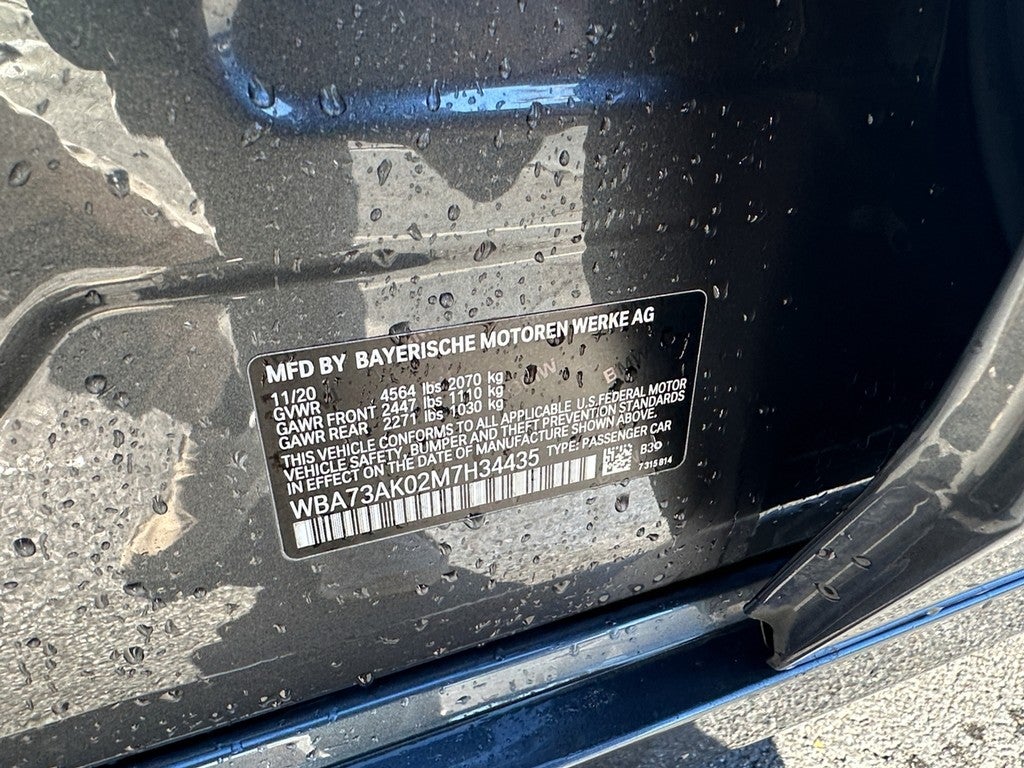 MFD BY BAYERISCHE MOTOREN WERKE AG
11/20 4564 lbs 2070 kg
GVWR
GAWR FRONT 2447 lbs 1110 kg
GAWR REAR 2271 lbs 1030 kg
THIS VEHICLE CONFORMS TO ALL APPLICABLE U.S.FEDERAL MOTOR
VEHICLE SAFETY, BUMPER AND THEFT PREVENTION STANDARDS
IN EFFECT ON THE DATE OF MANUFACTURE SHOWN ABOVE.
WBA73AK02M7H34435 TYPE: PASSENGER CAR
B39
7315814